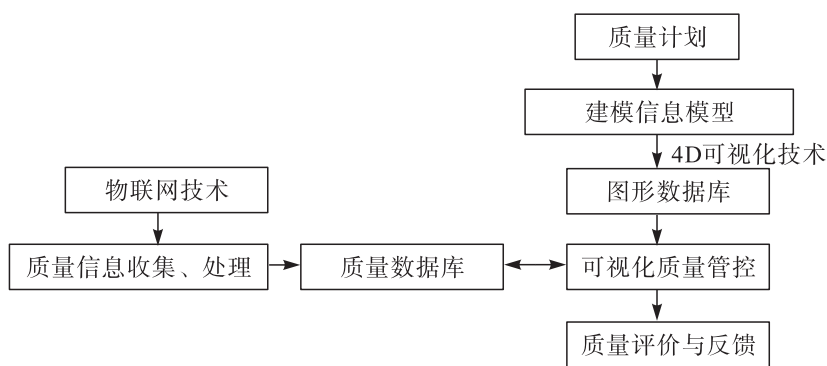 质量计划
建模信息模型
4D可视化技术
物联网技术
图形数据库
质量信息收集、处理
质量数据库
可视化质量管控
质量评价与反馈